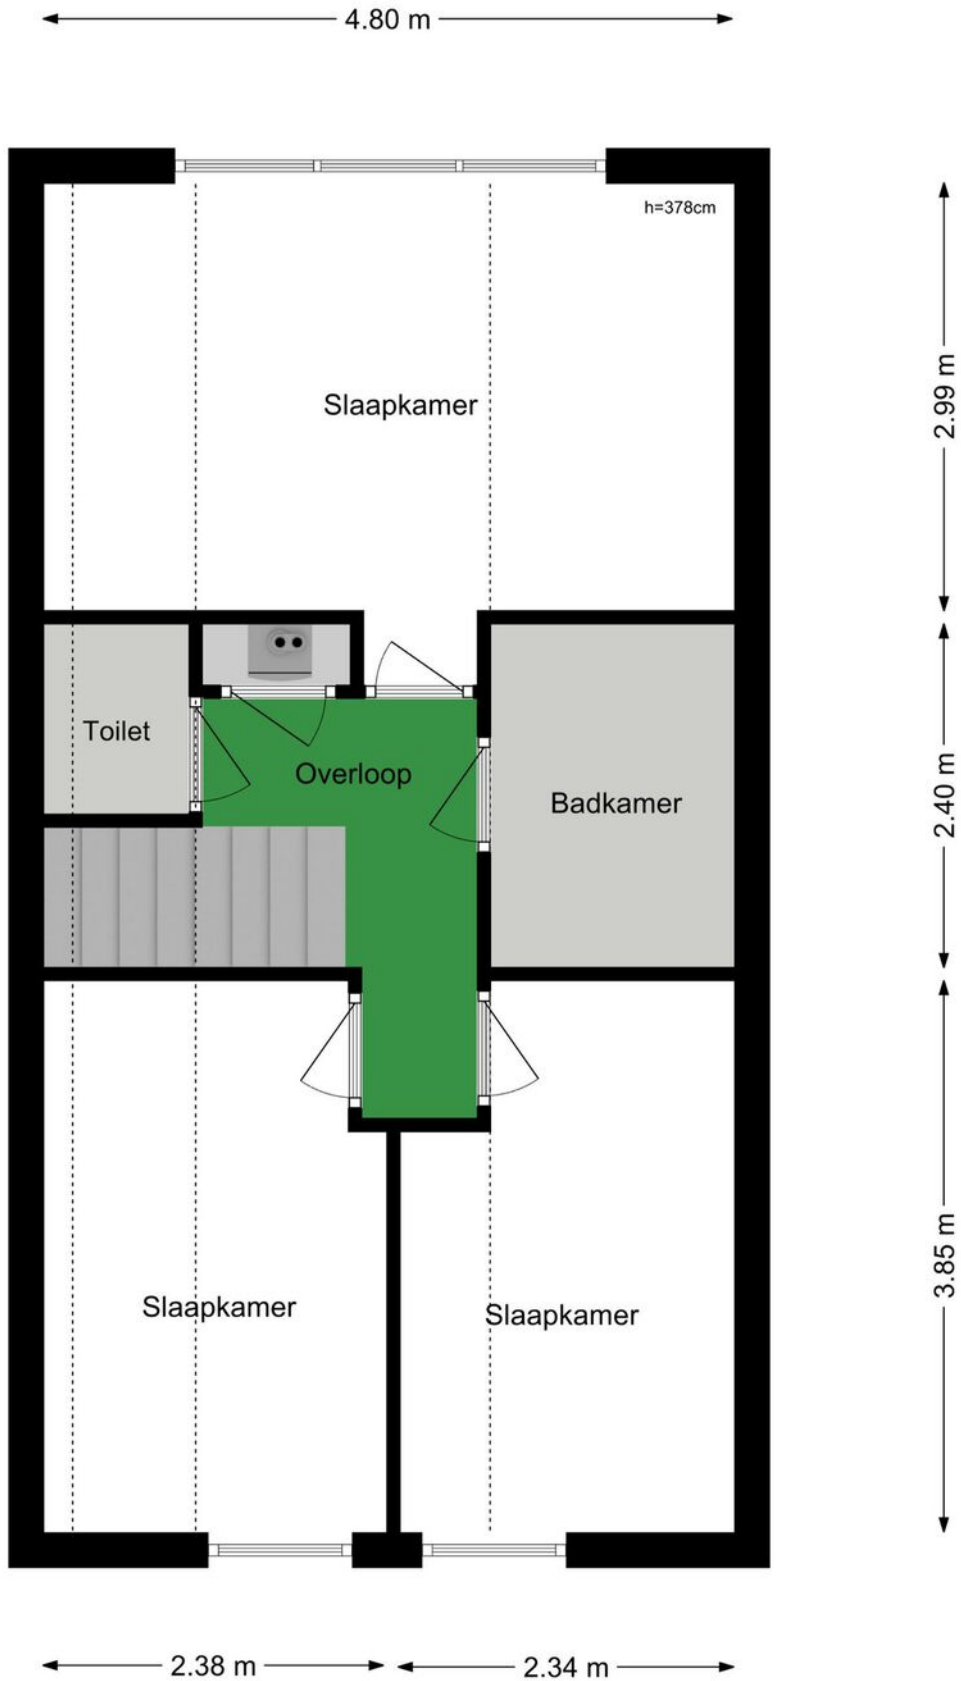 4.80 m
h=378cm
2.99 m
Slaapkamer
Toilet
Overloop
Badkamer
2.40 m
3.85 m
Slaapkamer
Slaapkamer
2.38 m
2.34 m